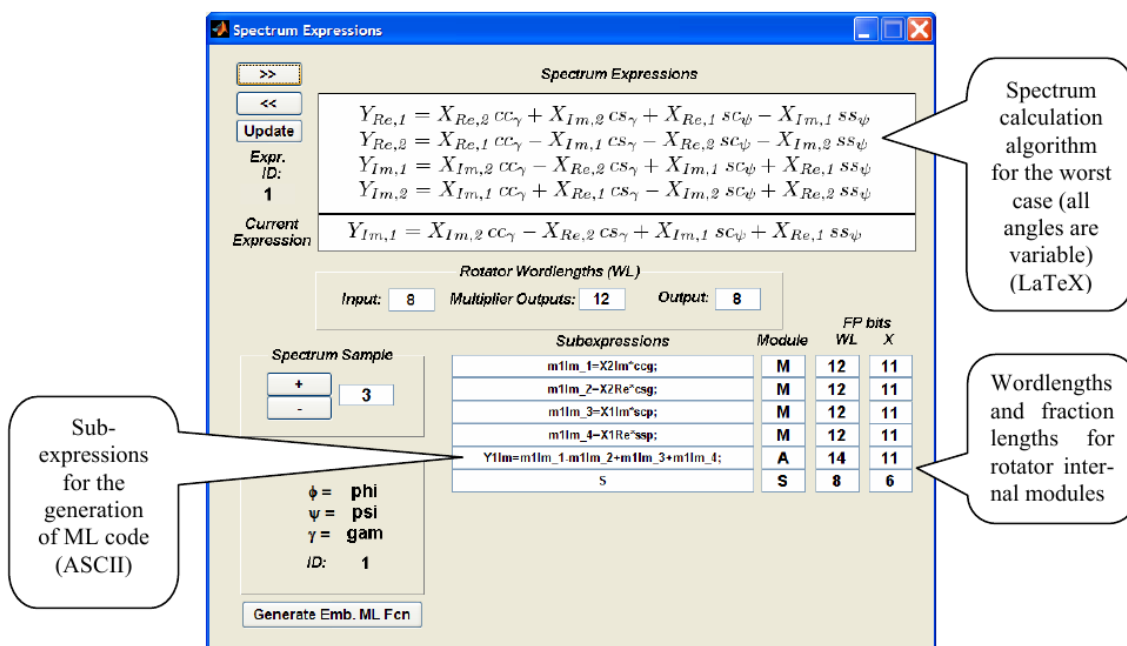 Spectrum Expressions
>>
<<
Update
Expr.
ID:
1
Current
Expression
Spectrum Expressions
Y_{Re,1} = X_{Re,2} cc_γ + X_{Im,2} cs_γ + X_{Re,1} sc_ψ − X_{Im,1} ss_ψ
Y_{Re,2} = X_{Re,1} cc_γ − X_{Im,1} cs_γ − X_{Re,2} sc_ψ − X_{Im,2} ss_ψ
Y_{Im,1} = X_{Im,2} cc_γ − X_{Re,2} cs_γ + X_{Im,1} sc_ψ + X_{Re,1} ss_ψ
Y_{Im,2} = X_{Im,1} cc_γ + X_{Re,1} cs_γ − X_{Im,2} sc_ψ + X_{Re,2} ss_ψ
Y_{Im,1} = X_{Im,2} cc_γ − X_{Re,2} cs_γ + X_{Im,1} sc_ψ + X_{Re,1} ss_ψ
Spectrum
calculation
algorithm
for the worst
case (all
angles are
variable)
(LaTeX)
Rotator Wordlengths (WL)
Input: 8 Multiplier Outputs: 12 Output: 8
Spectrum Sample
+
-
3
FP bits
Subexpressions Module WL X
m1Im_1=X2Im*ccg; M 12 11
m1Im_2=X2Re*csg; M 12 11
m1Im_3=X1Im*scp; M 12 11
m1Im_4=X1Re*ssp; M 12 11
Y1Im=m1Im_1-m1Im_2+m1Im_3+m1Im_4; A 14 11
S S 8 6
Wordlengths
and fraction
lengths for
rotator inter-
nal modules
Sub-
expressions
for the
generation
of ML code
(ASCII)
ϕ = phi
ψ = psi
γ = gam
ID: 1
Generate Emb. ML Fcn